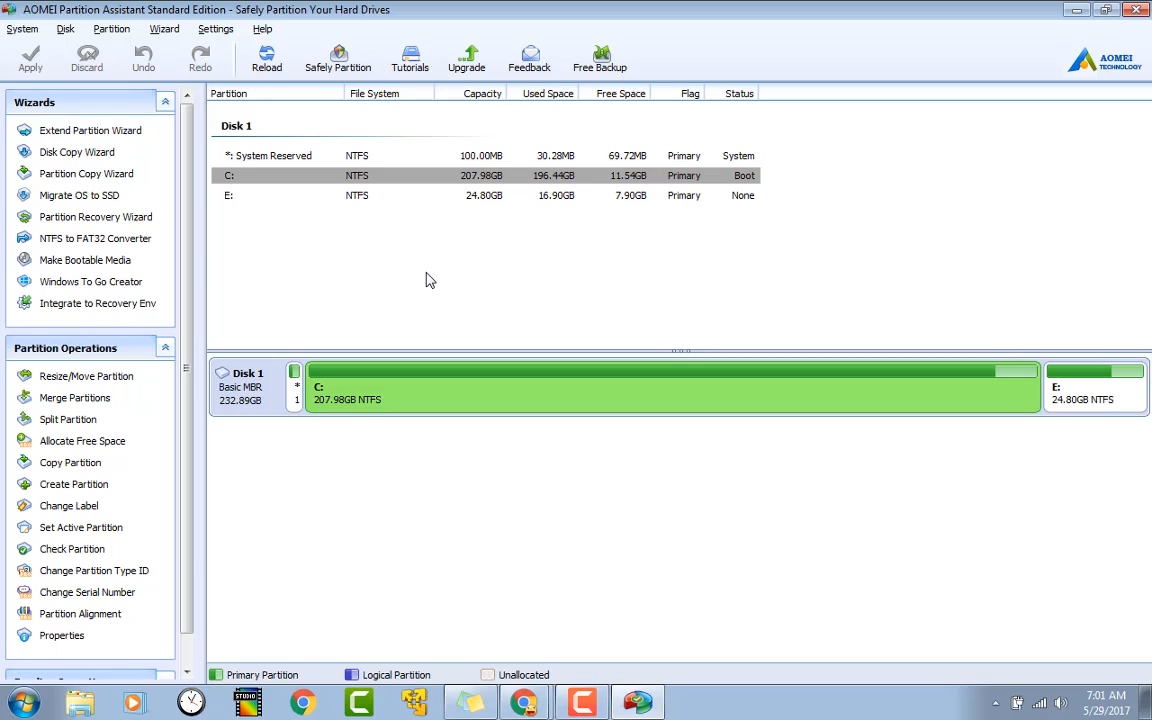 AOMEI Partition Assistant Standard Edition - Safely Partition Your Hard Drives
System Disk Partition Wizard Settings Help
Apply Discard Undo Redo Reload Safely Partition Tutorials Upgrade Feedback Free Backup
AOMEI
TECHNOLOGY
Wizards
Extend Partition Wizard
Disk Copy Wizard
Partition Copy Wizard
Migrate OS to SSD
Partition Recovery Wizard
NTFS to FAT32 Converter
Make Bootable Media
Windows To Go Creator
Integrate to Recovery Env
Partition Operations
Resize/Move Partition
Merge Partitions
Split Partition
Allocate Free Space
Copy Partition
Create Partition
Change Label
Set Active Partition
Check Partition
Change Partition Type ID
Change Serial Number
Partition Alignment
Properties
Partition File System Capacity Used Space Free Space Flag Status
Disk 1
*: System Reserved NTFS 100.00MB 30.28MB 69.72MB Primary System
C: NTFS 207.98GB 196.44GB 11.54GB Primary Boot
E: NTFS 24.80GB 16.90GB 7.90GB Primary None
Disk 1
Basic MBR
232.89GB
*
1
C:
207.98GB NTFS
E:
24.80GB NTFS
Primary Partition Logical Partition Unallocated
STUDIO
7:01 AM
5/29/2017